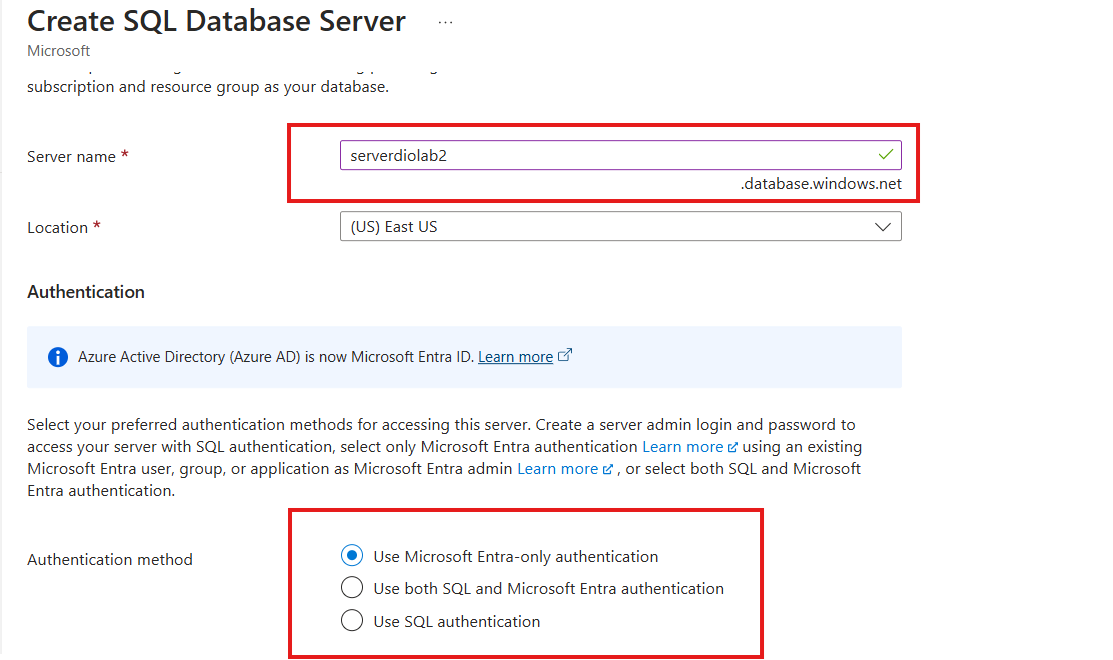 Create SQL Database Server ...
Microsoft
subscription and resource group as your database.
Server name *
serverdiolab2
.database.windows.net
Location *
(US) East US
Authentication
Azure Active Directory (Azure AD) is now Microsoft Entra ID. Learn more
Select your preferred authentication methods for accessing this server. Create a server admin login and password to
access your server with SQL authentication, select only Microsoft Entra authentication Learn more using an existing
Microsoft Entra user, group, or application as Microsoft Entra admin Learn more , or select both SQL and Microsoft
Entra authentication.
Authentication method
Use Microsoft Entra-only authentication
Use both SQL and Microsoft Entra authentication
Use SQL authentication